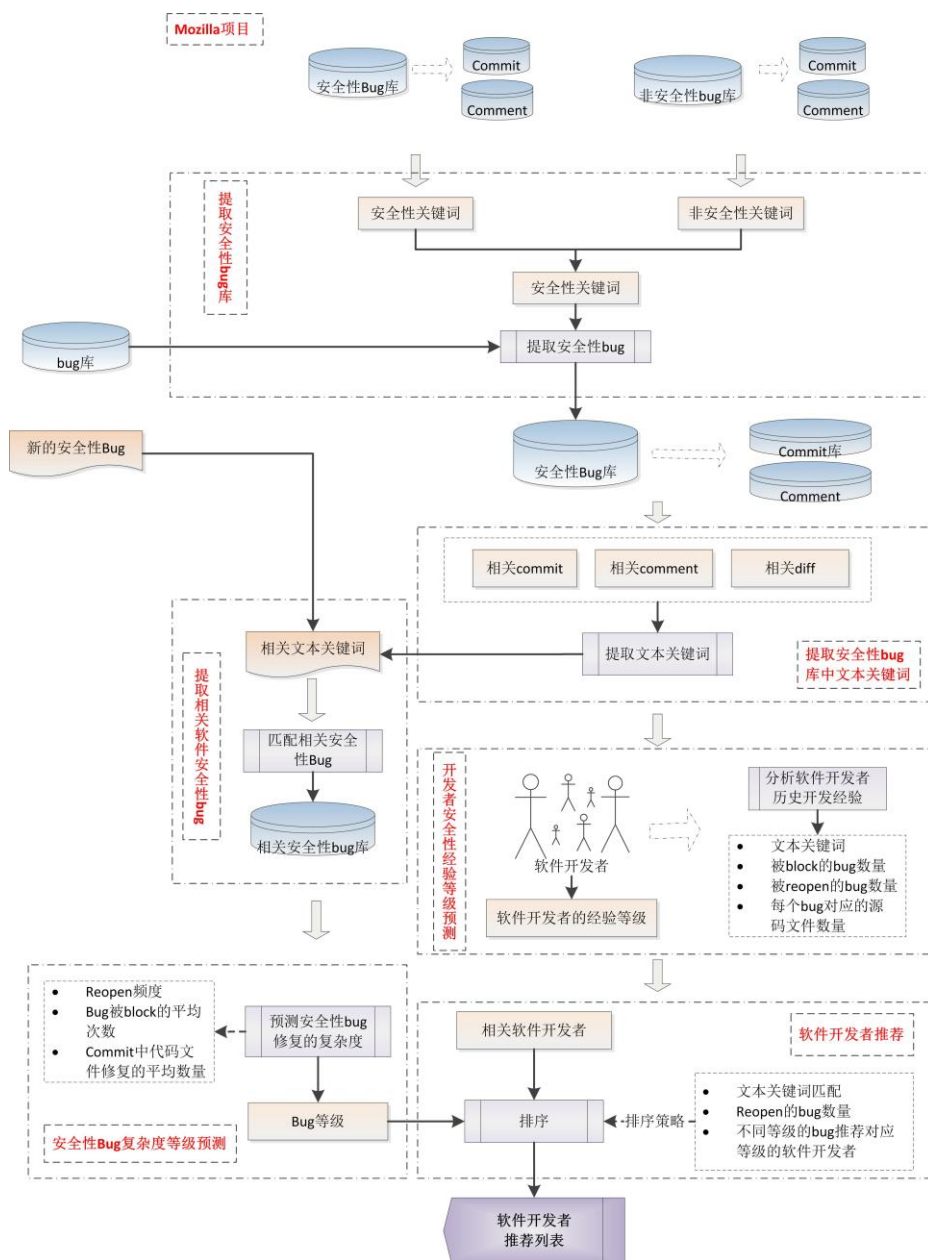 Mozilla项目
安全性Bug库
Commit
Comment
非安全性bug库
Commit
Comment
提取安全性bug库
安全性关键词
非安全性关键词
安全性关键词
提取安全性bug
bug库
新的安全性Bug
安全性Bug库
Commit库
Comment
相关commit
相关comment
相关diff
提取文本关键词
提取安全性bug
库中文本关键词
提取相关软件安全性bug
相关文本关键词
匹配相关安全
性Bug
相关安全性bug库
开发者安全性经验等级预测
软件开发者
软件开发者的经验等级
分析软件开发者
历史开发经验
• 文本关键词
• 被block的bug数量
• 被reopen的bug数量
• 每个bug对应的源
码文件数量
• Reopen频度
• Bug被block的平均
次数
• Commit中代码文
件修复的平均数量
预测安全性bug
修复的复杂度
Bug等级
安全性Bug复杂度等级预测
相关软件开发者
软件开发者推荐
排序
排序策略
• 文本关键词匹配
• Reopen的bug数量
• 不同等级的bug推荐对应
等级的软件开发者
软件开发者
推荐列表